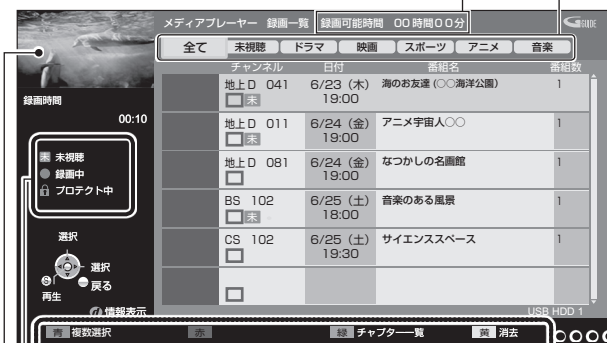 メディアプレーヤー 録画一覧 録画可能時間 00時間00分 GGUIDE
全て 未視聴 ドラマ 映画 スポーツ アニメ 音楽
チャンネル 日付 番組名 番組数
地上D 041 6/23（木） 海のお友達（○○海洋公園） 1
未 19:00
録画時間
00:10
地上D 011 6/24（金） アニメ宇宙人○○ 1
未 19:00
未 未視聴
録画中
プロテクト中
地上D 081 6/24（金） なつかしの名画館 1
19:00
BS 102 6/25（土） 音楽のある風景 1
未 18:00
CS 102 6/25（土） サイエンススペース 1
19:30
選択
選択
S 戻る
再生
d 情報表示
USB HDD 1
青 複数選択 赤 緑 チャプター一覧 黄 消去